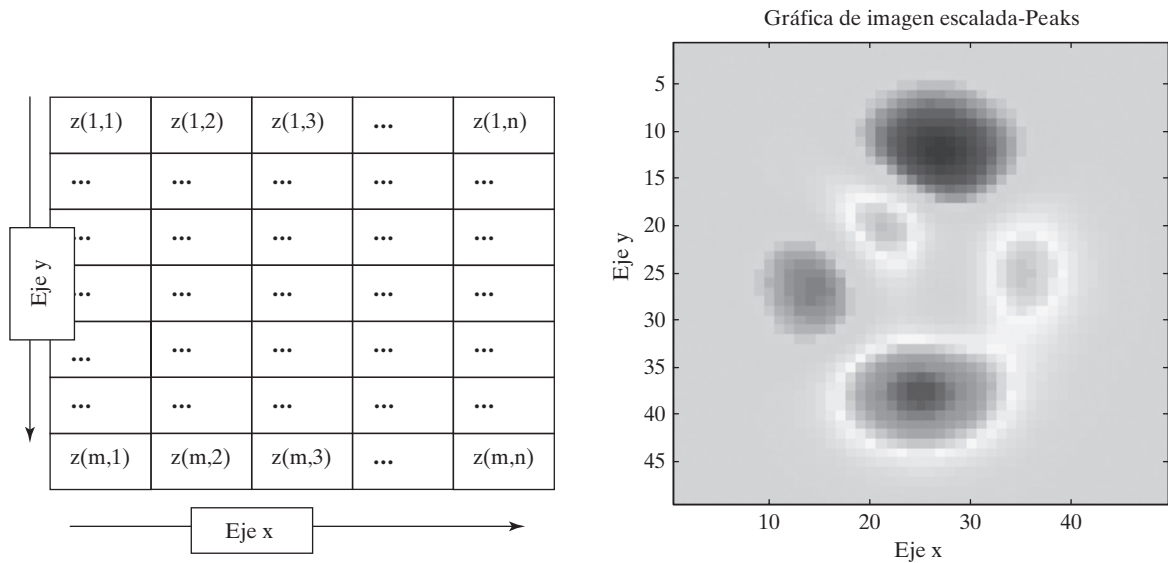 z(1,1) z(1,2) z(1,3) ... z(1,n)
... ... ... ... ...
... ... ... ... ...
... ... ... ... ...
... ... ... ... ...
... ... ... ... ...
z(m,1) z(m,2) z(m,3) ... z(m,n)
Eje y
Eje x
Gráfica de imagen escalada-Peaks
5
10
15
20
25
30
35
40
45
Eje y
10 20 30 40
Eje x